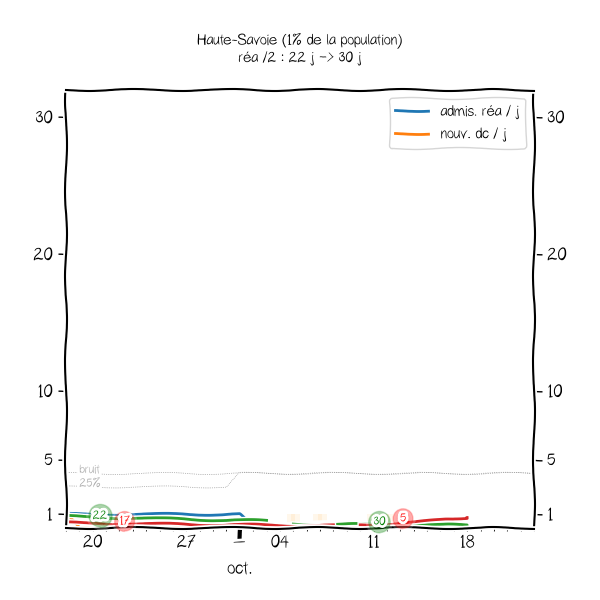 Haute-Savoie (1% de la population)
réa /2 : 22 j -> 30 j
admis. réa / j
nouv. dc / j
30 30
20 20
10 10
5 5
bruit
25%
1 1
22 17 30 5
20 27 04 11 18
oct.